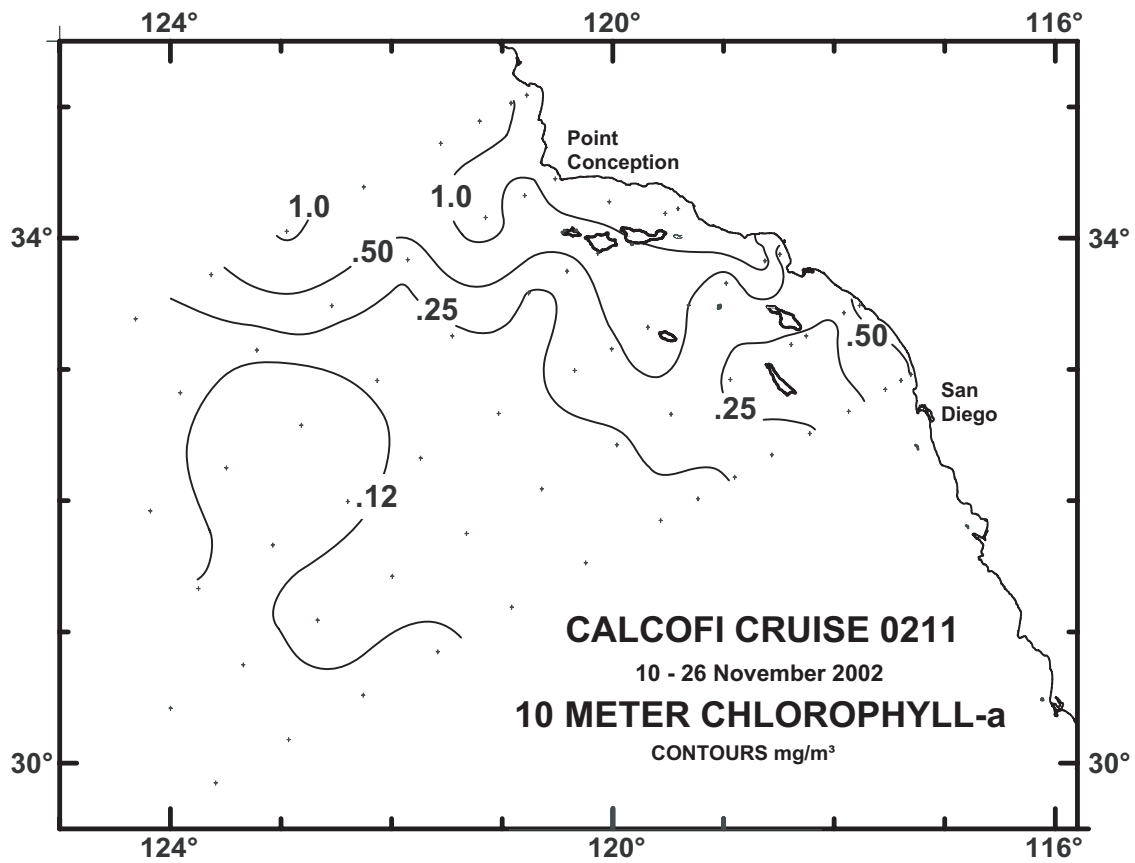 124°
120°
116°
Point
Conception
1.0
1.0
34°
34°
.50
.25
.50
San
Diego
.25
.12
CALCOFI CRUISE 0211
10 - 26 November 2002
10 METER CHLOROPHYLL-a
CONTOURS mg/m³
30°
30°
124°
120°
116°